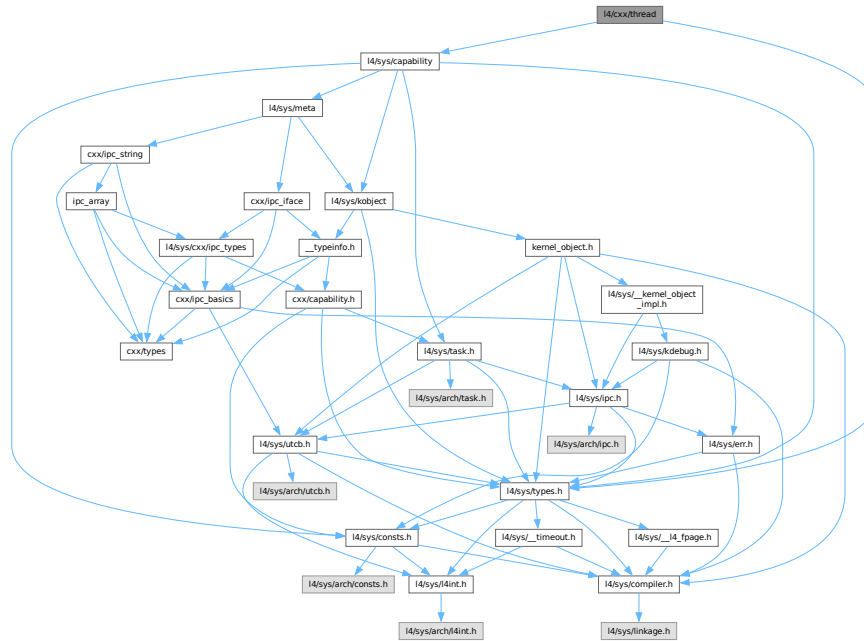 l4/cxx/thread
l4/sys/capability
l4/sys/meta
cxx/ipc_string
ipc_array
cxx/ipc_iface
l4/sys/kobject
l4/sys/cxx/ipc_types
__typeinfo.h
kernel_object.h
cxx/ipc_basics
cxx/capability.h
l4/sys/__kernel_object
_impl.h
cxx/types
l4/sys/task.h
l4/sys/kdebug.h
l4/sys/arch/task.h
l4/sys/ipc.h
l4/sys/utcb.h
l4/sys/arch/ipc.h
l4/sys/err.h
l4/sys/arch/utcb.h
l4/sys/types.h
l4/sys/consts.h
l4/sys/__timeout.h
l4/sys/__l4_fpage.h
l4/sys/arch/consts.h
l4/sys/l4int.h
l4/sys/compiler.h
l4/sys/arch/l4int.h
l4/sys/linkage.h